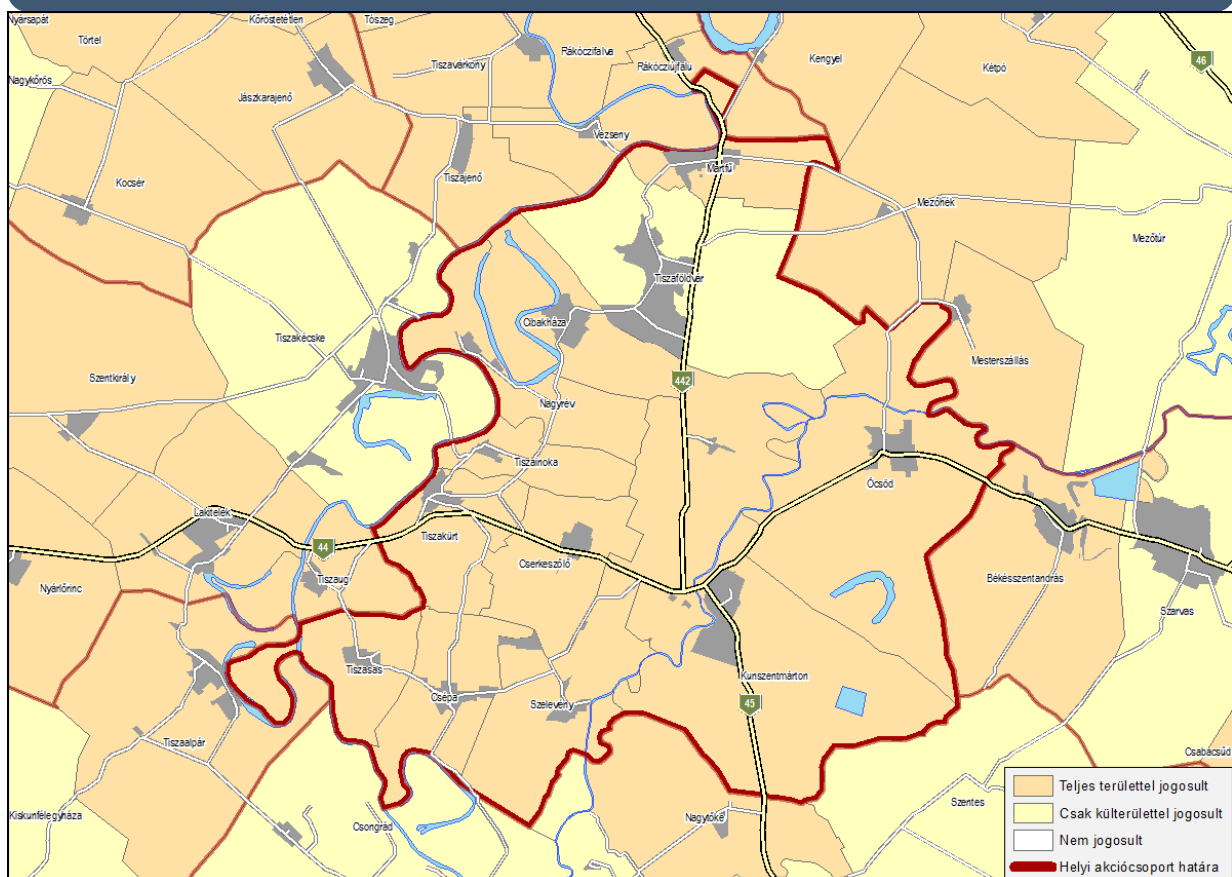 Nyársapát
Kőröstetétlen
Tószeg
Törtel
Rákóczifalva
Rákócziújfalu
Kengyel
Kétpó
46
Tiszavárkony
Nagykőrös
Jászkarajenő
Vezseny
Martfű
Tiszajenő
Kocsér
Mezőhék
Mezőtúr
Tiszaföldvár
Cibakháza
Tiszakécske
Mesterszállás
Szentkirály
442
Nagyrév
Tiszainoka
Öcsöd
Lakitelek
Tiszakürt
44
Cserkeszőlő
Tiszaug
Békésszentandrás
Nyárlőrinc
Szarvas
Tiszasas
Kunszentmárton
Csépa
Szelevény
45
Tiszaalpár
Csabacsűd
Teljes területtel jogosult
Szentes
Kiskunfélegyháza
Nagytőke
Csongrád
Csak külterülettel jogosult
Nem jogosult
Helyi akciócsoport határa